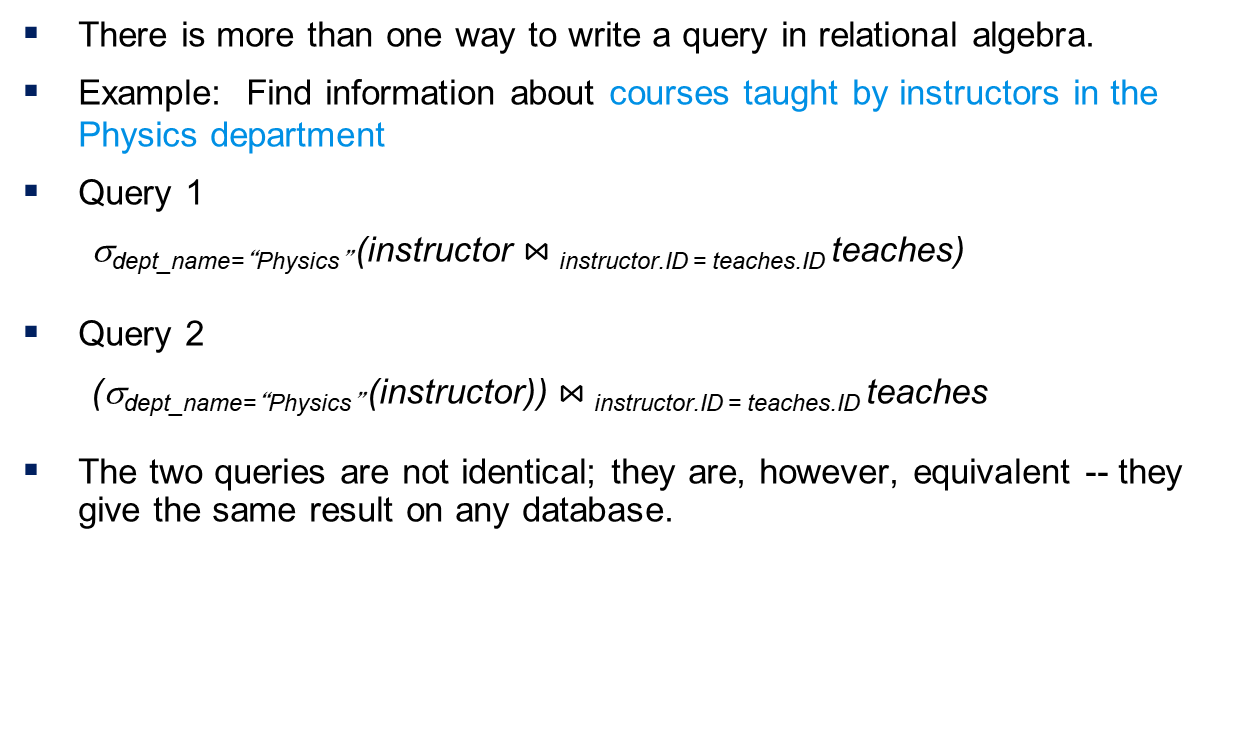 ▪ There is more than one way to write a query in relational algebra.
▪ Example: Find information about courses taught by instructors in the
Physics department
▪ Query 1
σdept_name= “Physics ”(instructor ⋈ instructor.ID = teaches.ID teaches)
▪ Query 2
(σdept_name= “Physics ”(instructor)) ⋈ instructor.ID = teaches.ID teaches
▪ The two queries are not identical; they are, however, equivalent -- they
give the same result on any database.